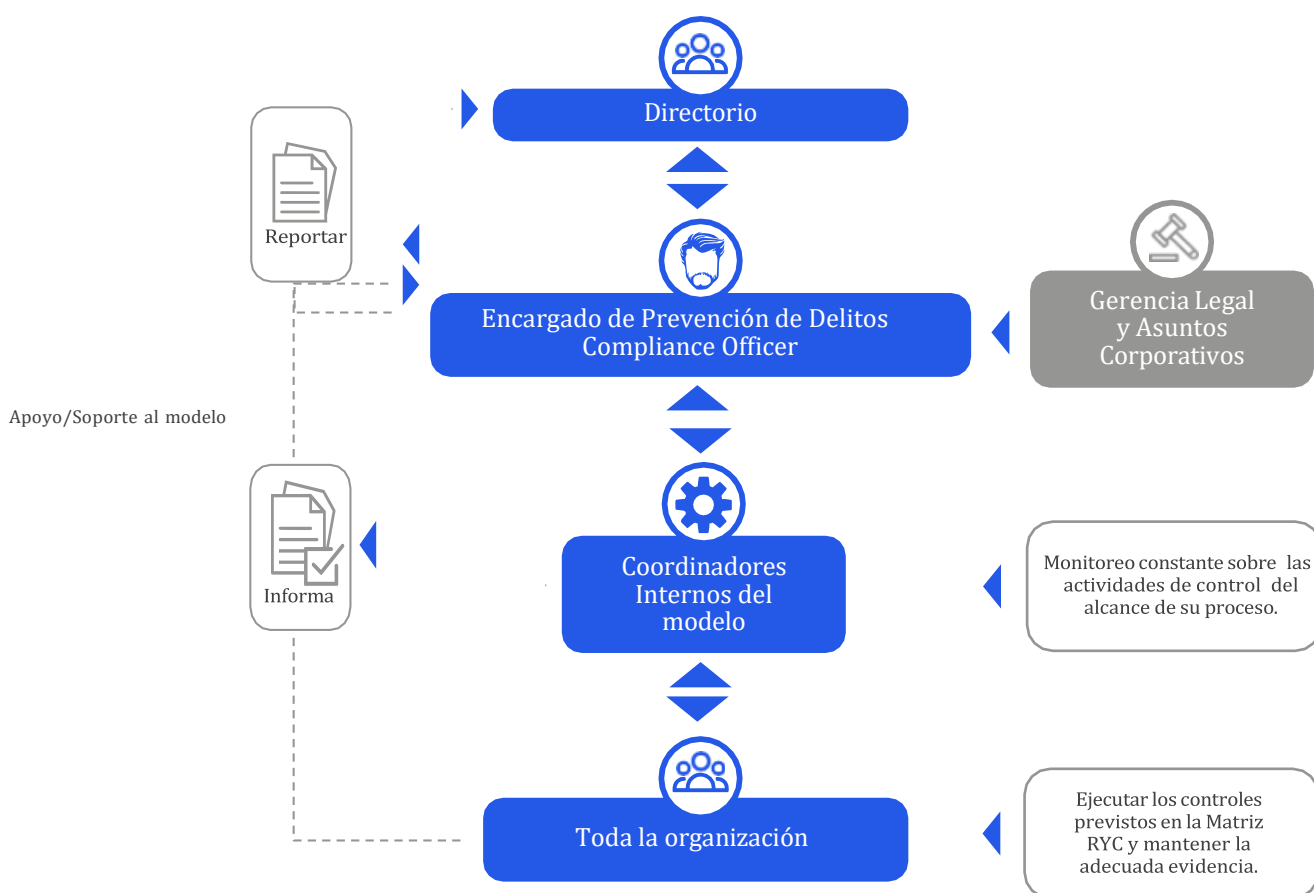 Directorio
Reportar
Encargado de Prevención de Delitos
Compliance Officer
Gerencia Legal
y Asuntos
Corporativos
Apoyo/Soporte al modelo
Informa
Coordinadores
Internos del
modelo
Monitoreo constante sobre las
actividades de control del
alcance de su proceso.
Toda la organización
Ejecutar los controles
previstos en la Matriz
RYC y mantener la
adecuada evidencia.